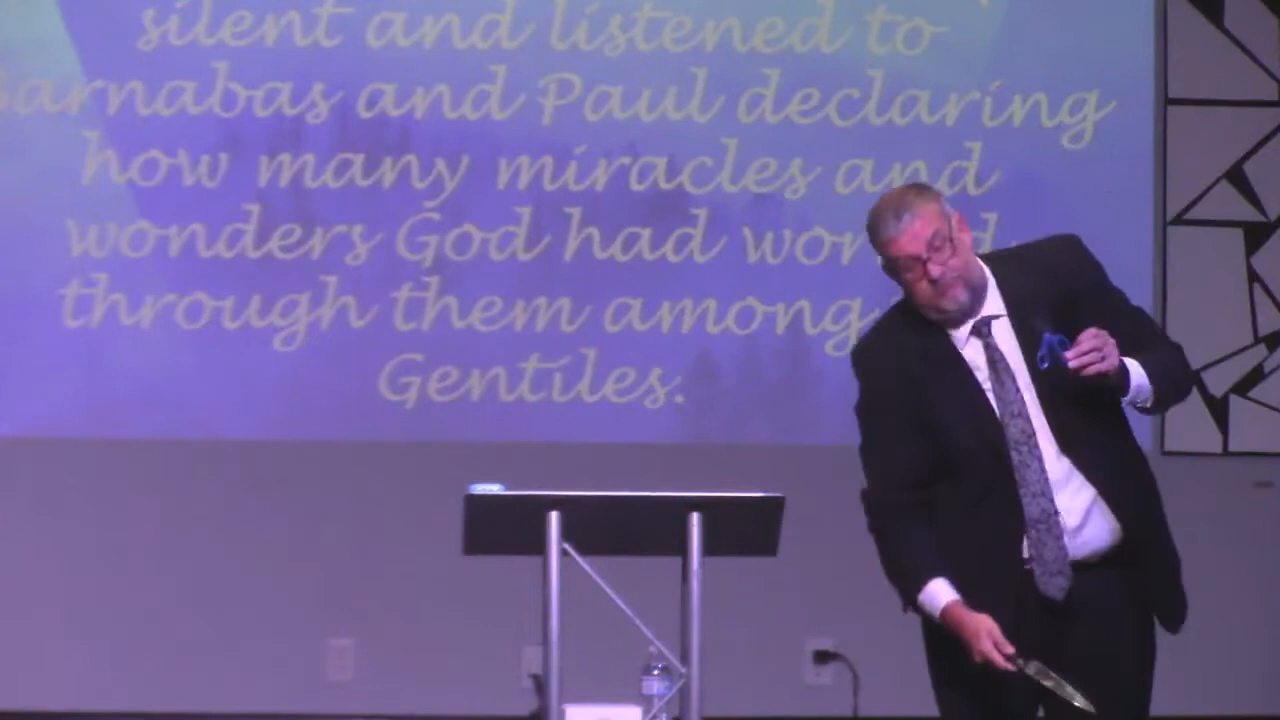 silent and listened to
Barnabas and Paul declaring
how many miracles and
wonders God had wor d
through them among
Gentiles.